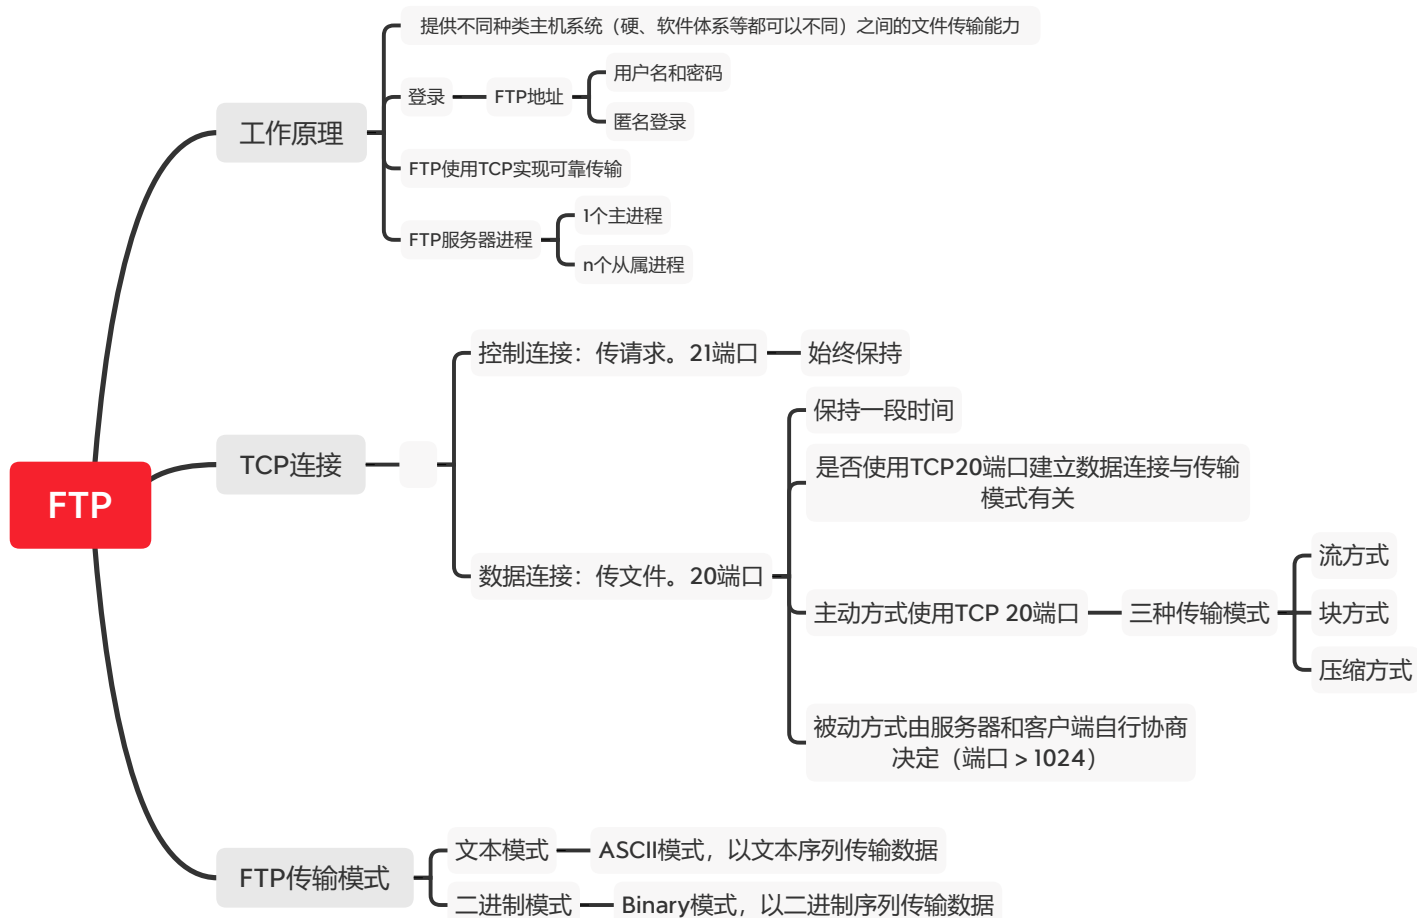 FTP
工作原理
提供不同种类主机系统（硬、软件体系等都可以不同）之间的文件传输能力
登录
FTP地址
用户名和密码
匿名登录
FTP使用TCP实现可靠传输
FTP服务器进程
1个主进程
n个从属进程
TCP连接
控制连接：传请求。21端口
始终保持
数据连接：传文件。20端口
保持一段时间
是否使用TCP20端口建立数据连接与传输
模式有关
主动方式使用TCP 20端口
三种传输模式
流方式
块方式
压缩方式
被动方式由服务器和客户端自行协商
决定（端口 > 1024）
FTP传输模式
文本模式
ASCII模式，以文本序列传输数据
二进制模式
Binary模式，以二进制序列传输数据